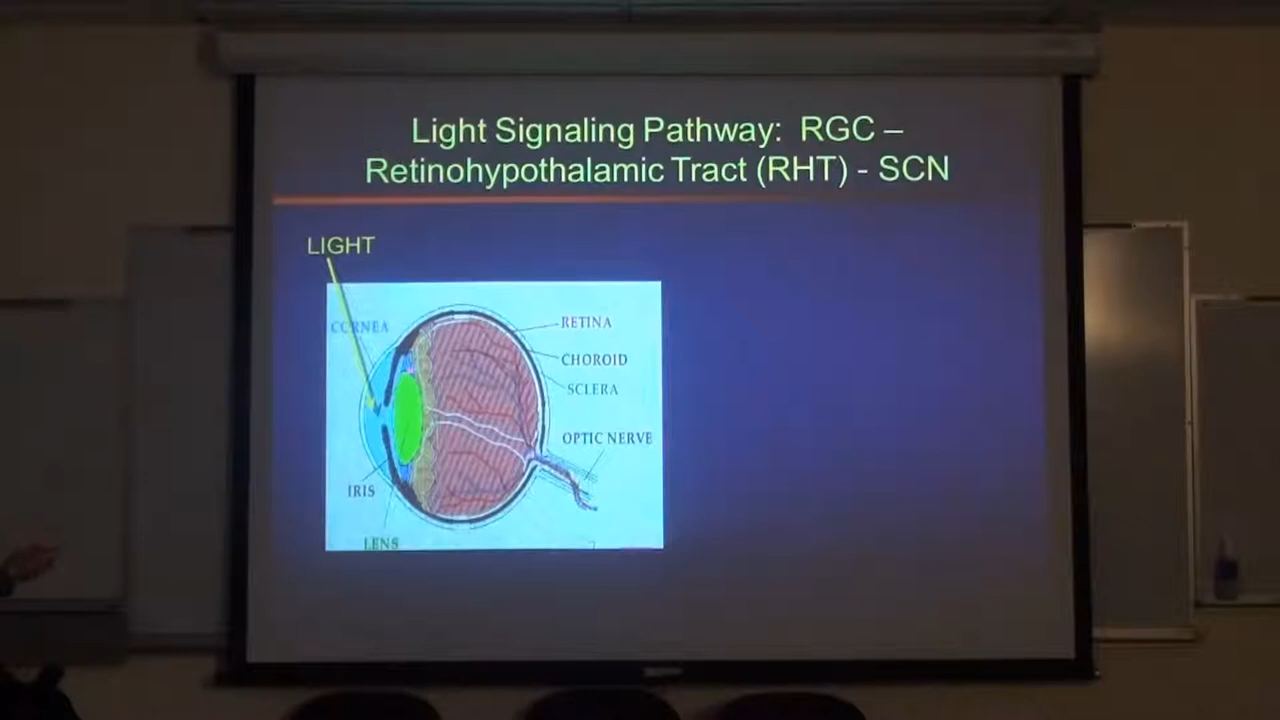 Light Signaling Pathway: RGC –
Retinohypothalamic Tract (RHT) - SCN
LIGHT
CORNEA
RETINA
CHOROID
SCLERA
OPTIC NERVE
IRIS
LENS